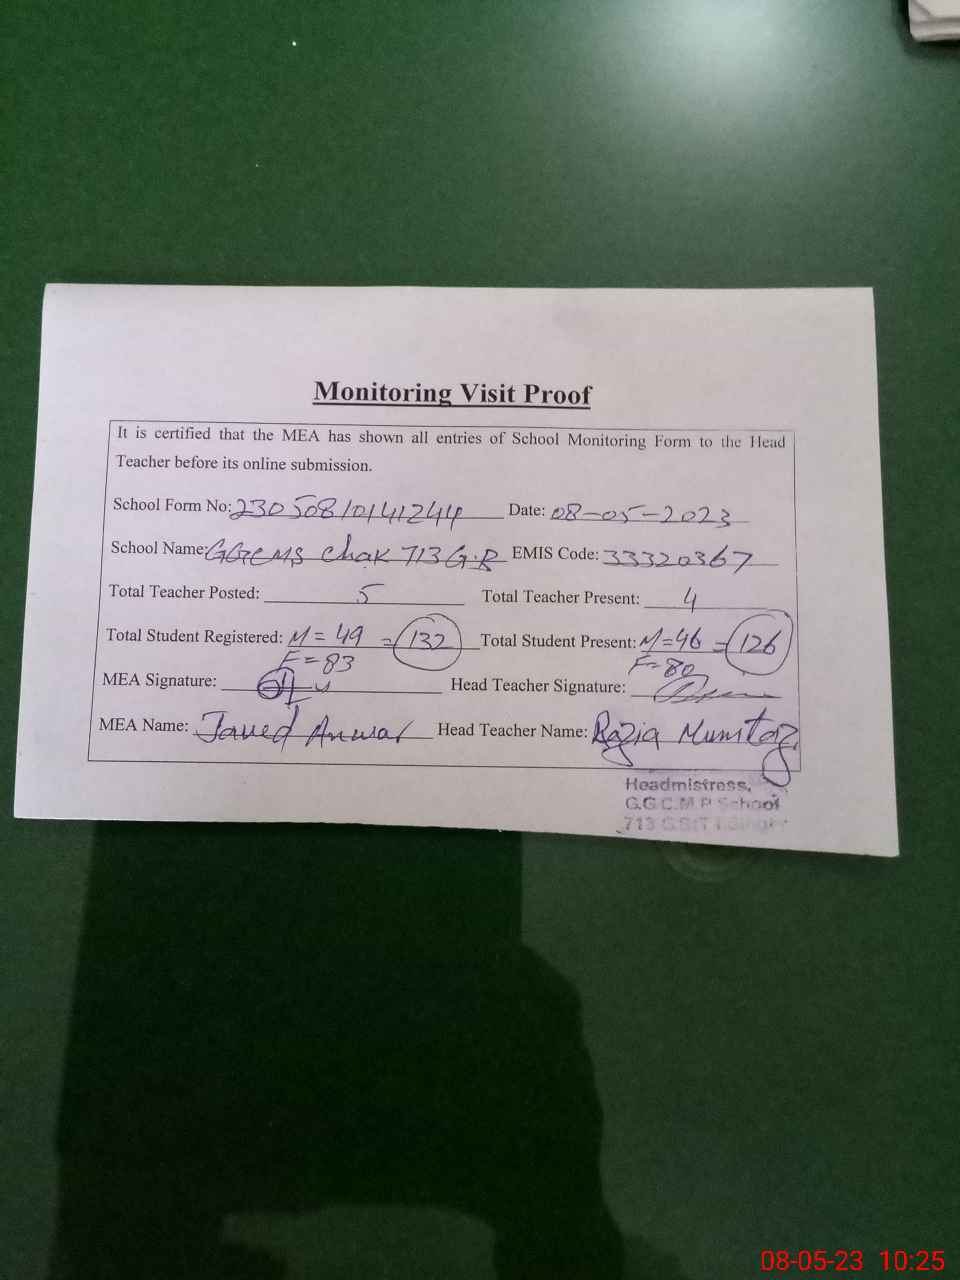 Monitoring Visit Proof
It is certified that the MEA has shown all entries of School Monitoring Form to the Head
Teacher before its online submission.
School Form No: 23050810141244 Date: 08-05-2023
School Name: GGCMS Chak 713 G.B EMIS Code: 33320367
Total Teacher Posted: 5 Total Teacher Present: 4
Total Student Registered: M = 49 = 132 Total Student Present: M=46 = 126
F = 83 F=80
MEA Signature: Head Teacher Signature:
MEA Name: Javed Anwar Head Teacher Name: Razia Mumtaz
Headmistress,
G.G.C.M.P School
713 G.B
08-05-23 10:25